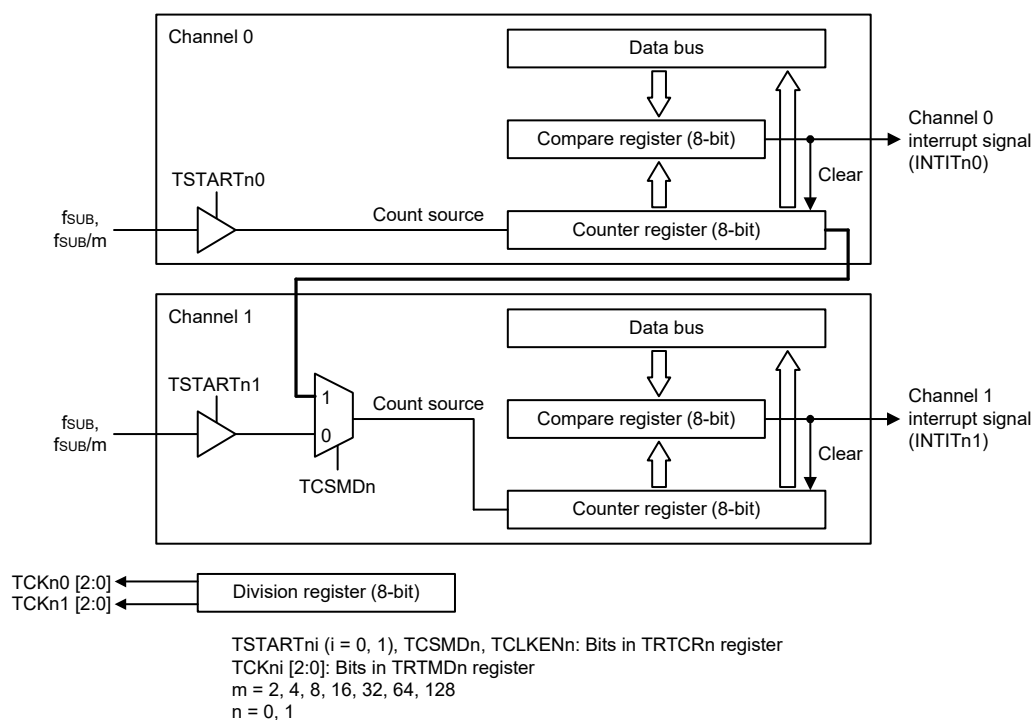 Channel 0
Data bus
Compare register (8-bit)
Channel 0
interrupt signal
(INTITn0)
Clear
TSTARTn0
fSUB,
fSUB/m
Count source
Counter register (8-bit)
Channel 1
Data bus
TSTARTn1
1
Count source
Compare register (8-bit)
Channel 1
interrupt signal
(INTITn1)
fSUB,
fSUB/m
0
Clear
TCSMDn
Counter register (8-bit)
TCKn0 [2:0]
TCKn1 [2:0]
Division register (8-bit)
TSTARTni (i = 0, 1), TCSMDn, TCLKENn: Bits in TRTCRn register
TCKni [2:0]: Bits in TRTMDn register
m = 2, 4, 8, 16, 32, 64, 128
n = 0, 1